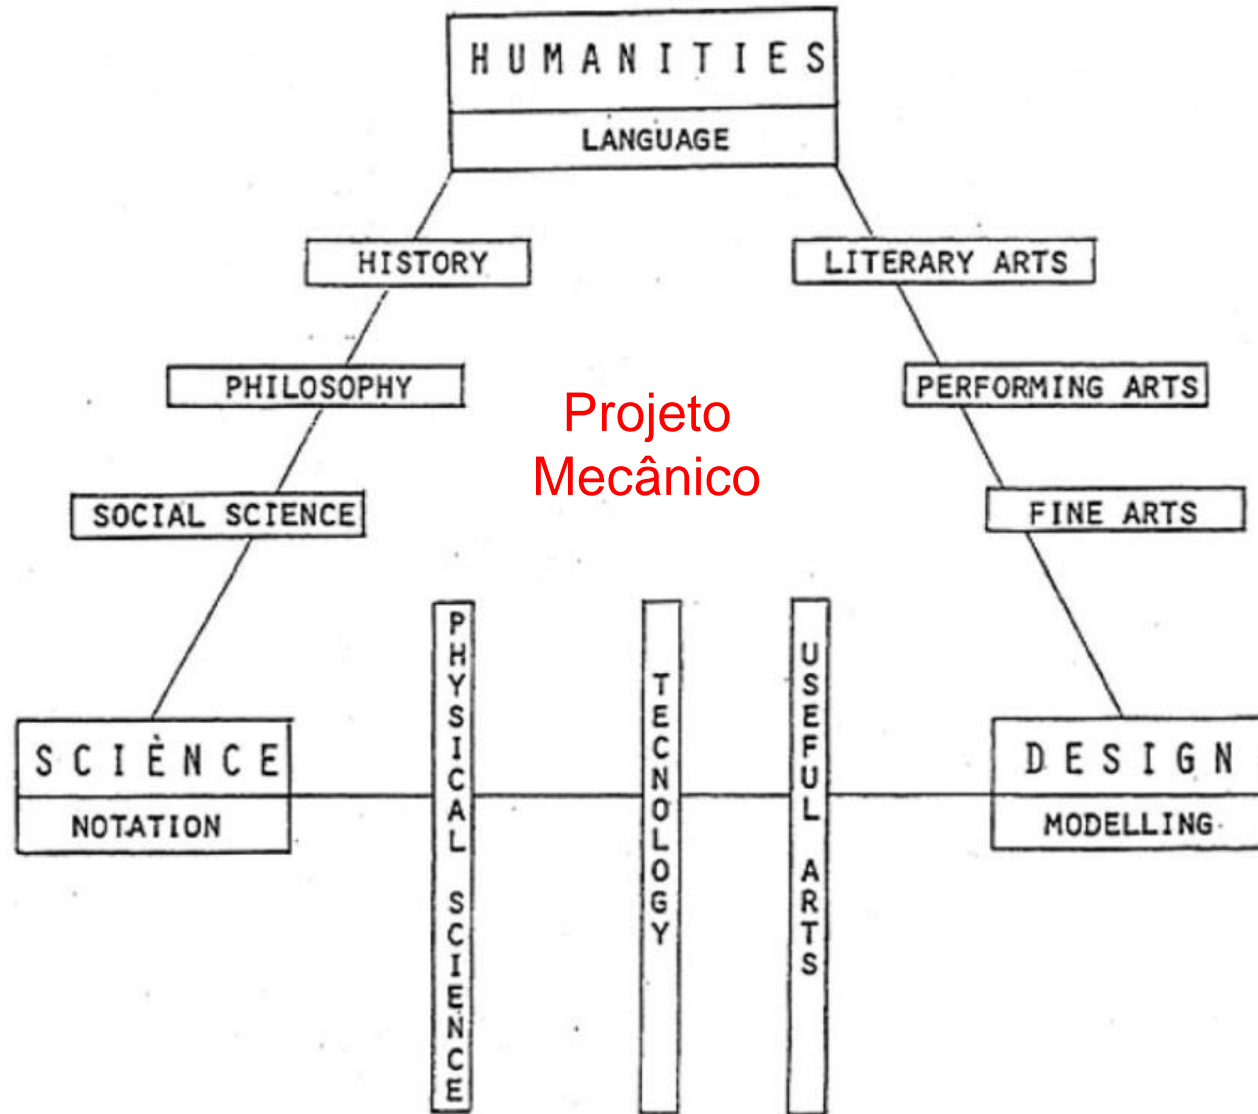 HUMANITIES
LANGUAGE
HISTORY
LITERARY ARTS
PHILOSOPHY
PERFORMING ARTS
Projeto
Mecânico
SOCIAL SCIENCE
FINE ARTS
PHYSICAL SCIENCE
TECNOLOGY
USEFUL ARTS
SCIÈNCE
NOTATION
DESIGN
MODELLING